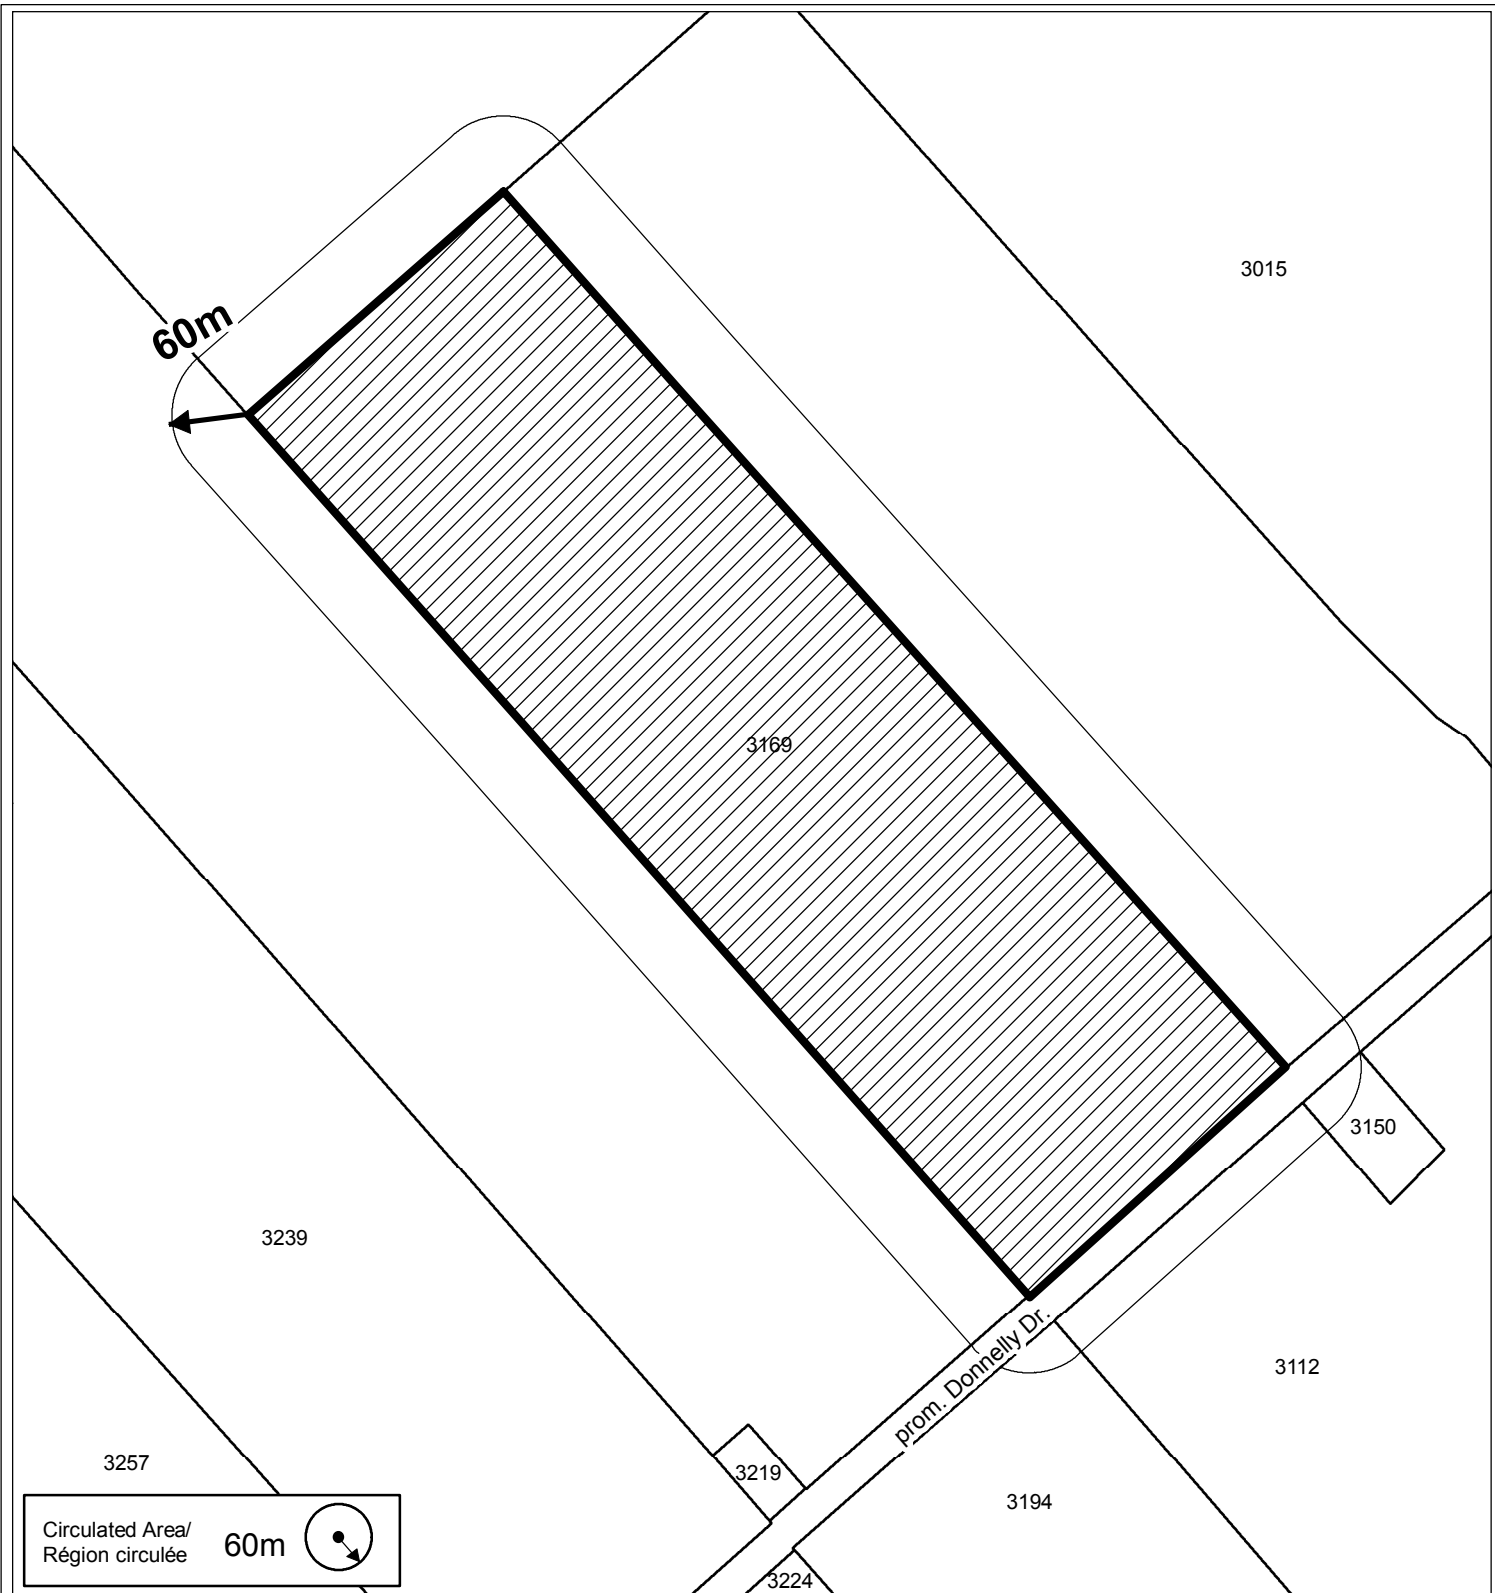 3015
60m
3169
3150
3239
prom. Donnelly Dr.
3112
3257
3219
3194
Circulated Area/
Région circulée
60m
3224